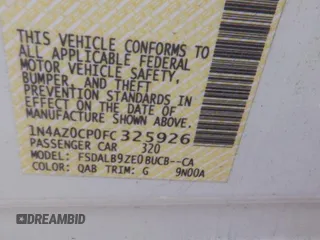 THIS VEHICLE CONFORMS TO
ALL APPLICABLE FEDERAL
MOTOR VEHICLE SAFETY,
BUMPER, AND THEFT
PREVENTION STANDARDS IN
EFFECT ON THE DATE OF
MANUFACTURE SHOWN ABOVE.
1N4AZ0CP0FC325926
PASSENGER CAR 320
MODEL: FSDALB9ZE0BUCB--CA
COLOR: QAB TRIM: G 9N00A
DREAMBID